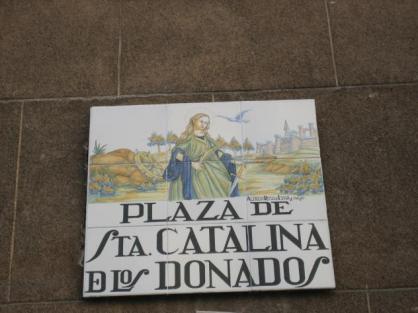 PLAZA DE
STA. CATALINA
DE LOS DONADOS